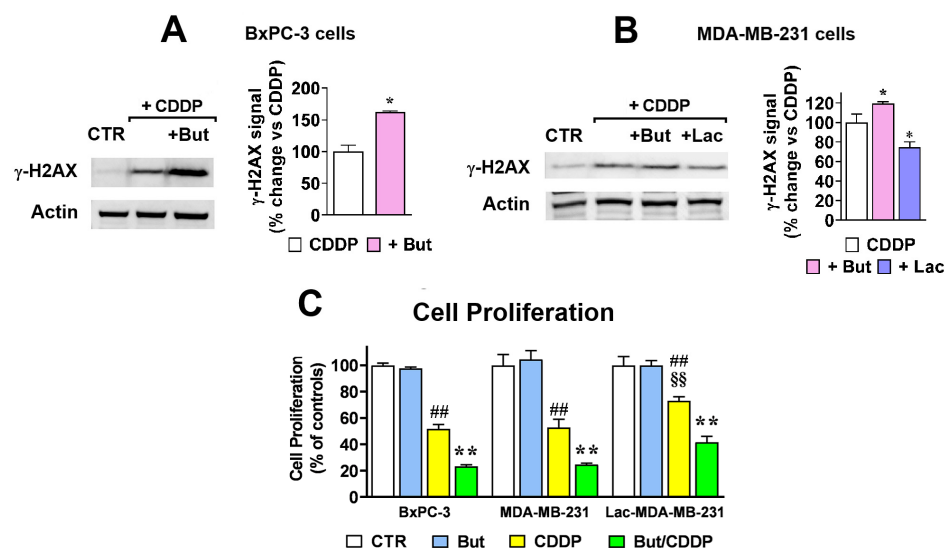 A
BxPC-3 cells
+ CDDP
CTR +But
γ-H2AX
Actin
γ-H2AX signal
(% change vs CDDP)
200
150
100
50
0
*
CDDP + But
B
MDA-MB-231 cells
+ CDDP
CTR +But +Lac
γ-H2AX
Actin
γ-H2AX signal
(% change vs CDDP)
120
100
80
60
40
20
0
*
*
CDDP
+ But + Lac
C
Cell Proliferation
Cell Proliferation
(% of controls)
100
80
60
40
20
0
##
**
##
**
##
§§
**
BxPC-3 MDA-MB-231 Lac-MDA-MB-231
CTR But CDDP But/CDDP